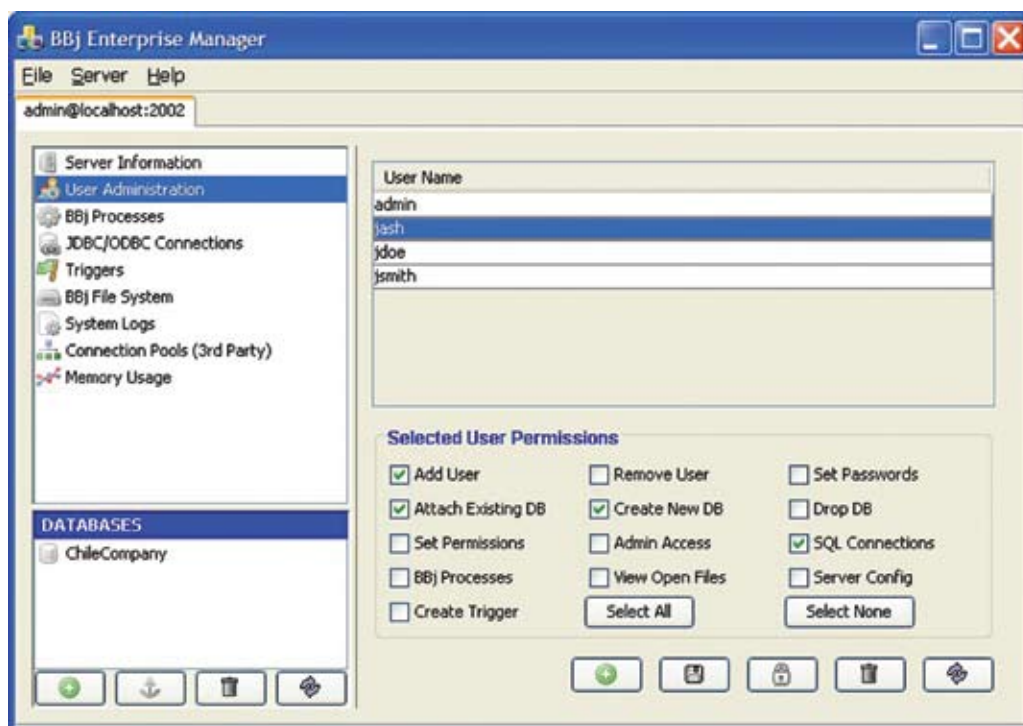 BBj Enterprise Manager
File Server Help
admin@localhost:2002
Server Information
User Administration
BBj Processes
JDBC/ODBC Connections
Triggers
BBj File System
System Logs
Connection Pools (3rd Party)
Memory Usage
DATABASES
ChileCompany
User Name
admin
jash
jdoe
jsmith
Selected User Permissions
Add User Remove User Set Passwords
Attach Existing DB Create New DB Drop DB
Set Permissions Admin Access SQL Connections
BBj Processes View Open Files Server Config
Create Trigger Select All Select None